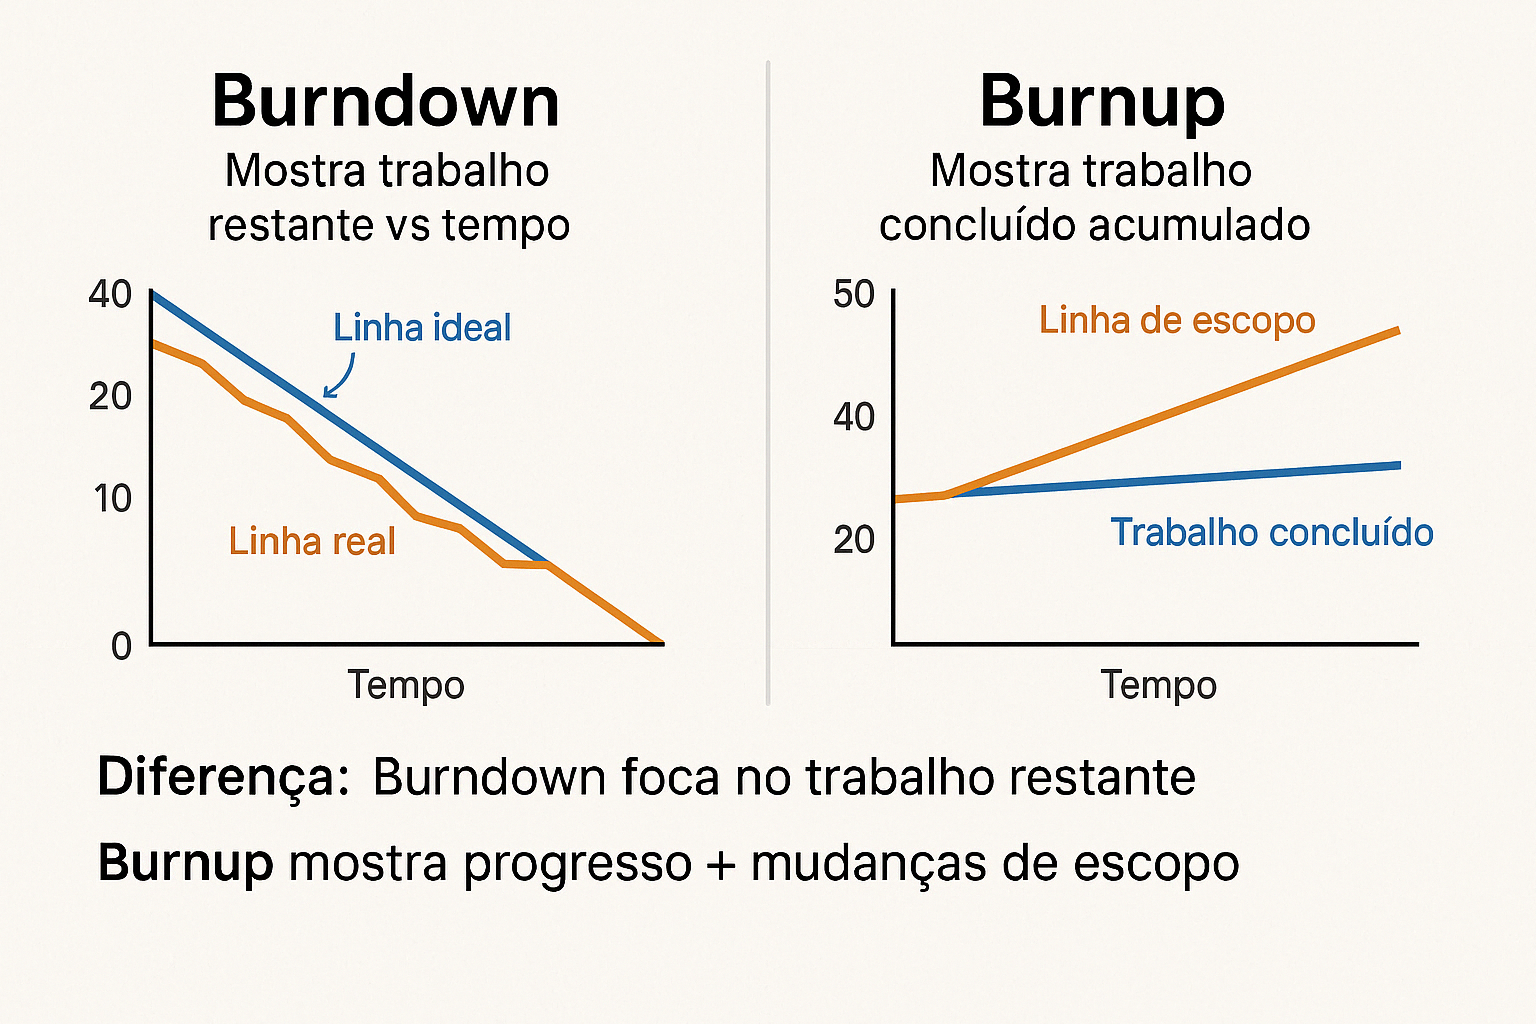 Burndown
Mostra trabalho
restante vs tempo
40
20
10
0
Linha ideal
Linha real
Tempo
Burnup
Mostra trabalho
concluído acumulado
50
40
20
Linha de escopo
Trabalho concluído
Tempo
Diferença: Burndown foca no trabalho restante
Burnup mostra progresso + mudanças de escopo